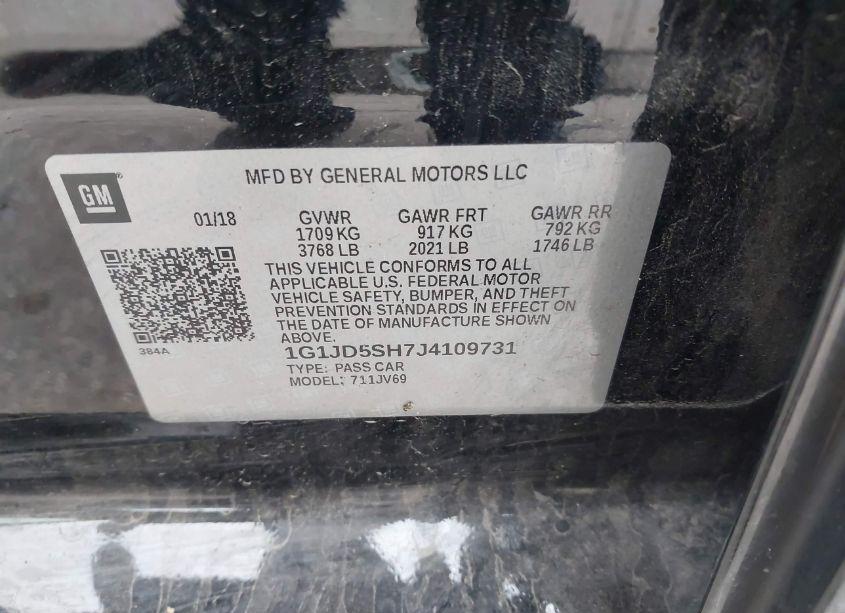 GM
MFD BY GENERAL MOTORS LLC
01/18 GVWR GAWR FRT GAWR RR
1709 KG 917 KG 792 KG
3768 LB 2021 LB 1746 LB
THIS VEHICLE CONFORMS TO ALL
APPLICABLE U.S. FEDERAL MOTOR
VEHICLE SAFETY, BUMPER, AND THEFT
PREVENTION STANDARDS IN EFFECT ON
THE DATE OF MANUFACTURE SHOWN
ABOVE.
384A
1G1JD5SH7J4109731
TYPE: PASS CAR
MODEL: 711JV69